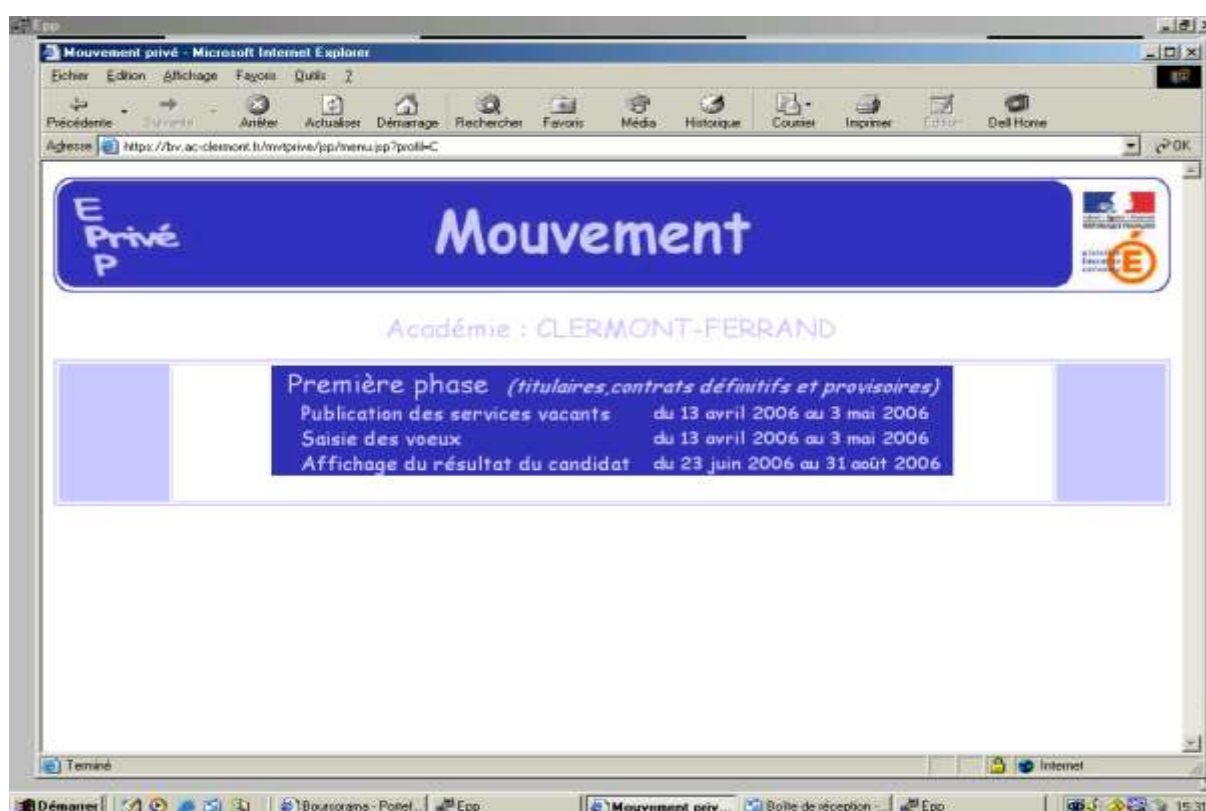 Epp
Mouvement privé - Microsoft Internet Explorer
Fichier Edition Affichage Favoris Outils ?
Précédente Suivante Arrêter Actualiser Démarrage Rechercher Favoris Média Historique Courrier Imprimer Edition Dell Home
Adresse https://bv.ac-clermont.fr/mvtprive/jsp/menu.jsp?profil=C OK
E
Privé
P
Mouvement
Académie : CLERMONT-FERRAND
Première phase (titulaires,contrats définitifs et provisoires)
Publication des services vacants du 13 avril 2006 au 3 mai 2006
Saisie des voeux du 13 avril 2006 au 3 mai 2006
Affichage du résultat du candidat du 23 juin 2006 au 31 août 2006
Terminé Internet
Démarrer Boursorama - Portef... Epp Mouvement priv... Boîte de réception - ... Epp 15:31